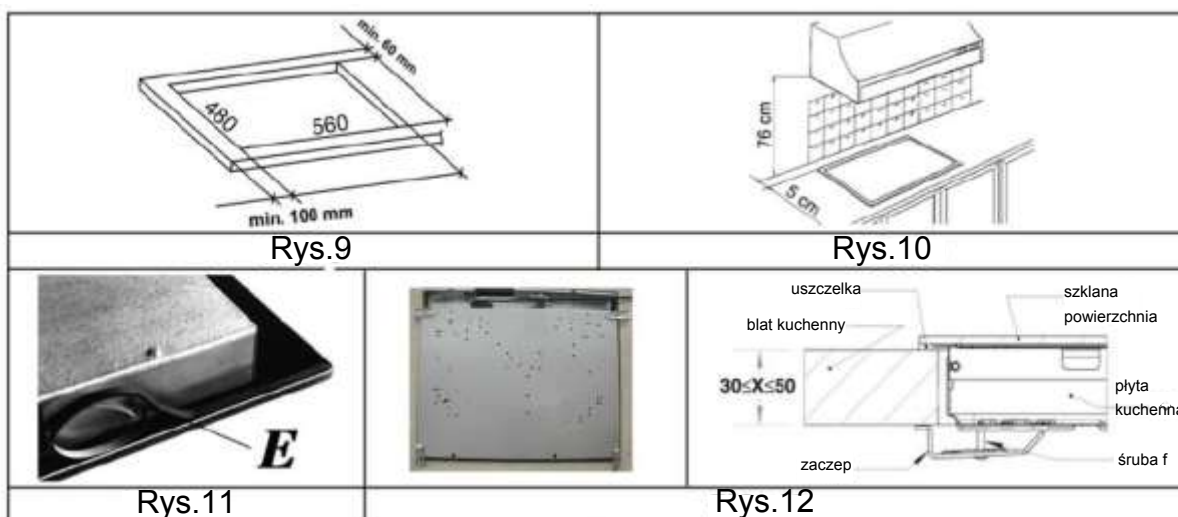 min. 60 mm
480
560
min. 100 mm
Rys.9
76 cm
5 cm
Rys.10
E
Rys.11
uszczelka
szklana
powierzchnia
blat kuchenny
30≤X≤50
płyta
kuchenna
zaczep
śruba f
Rys.12